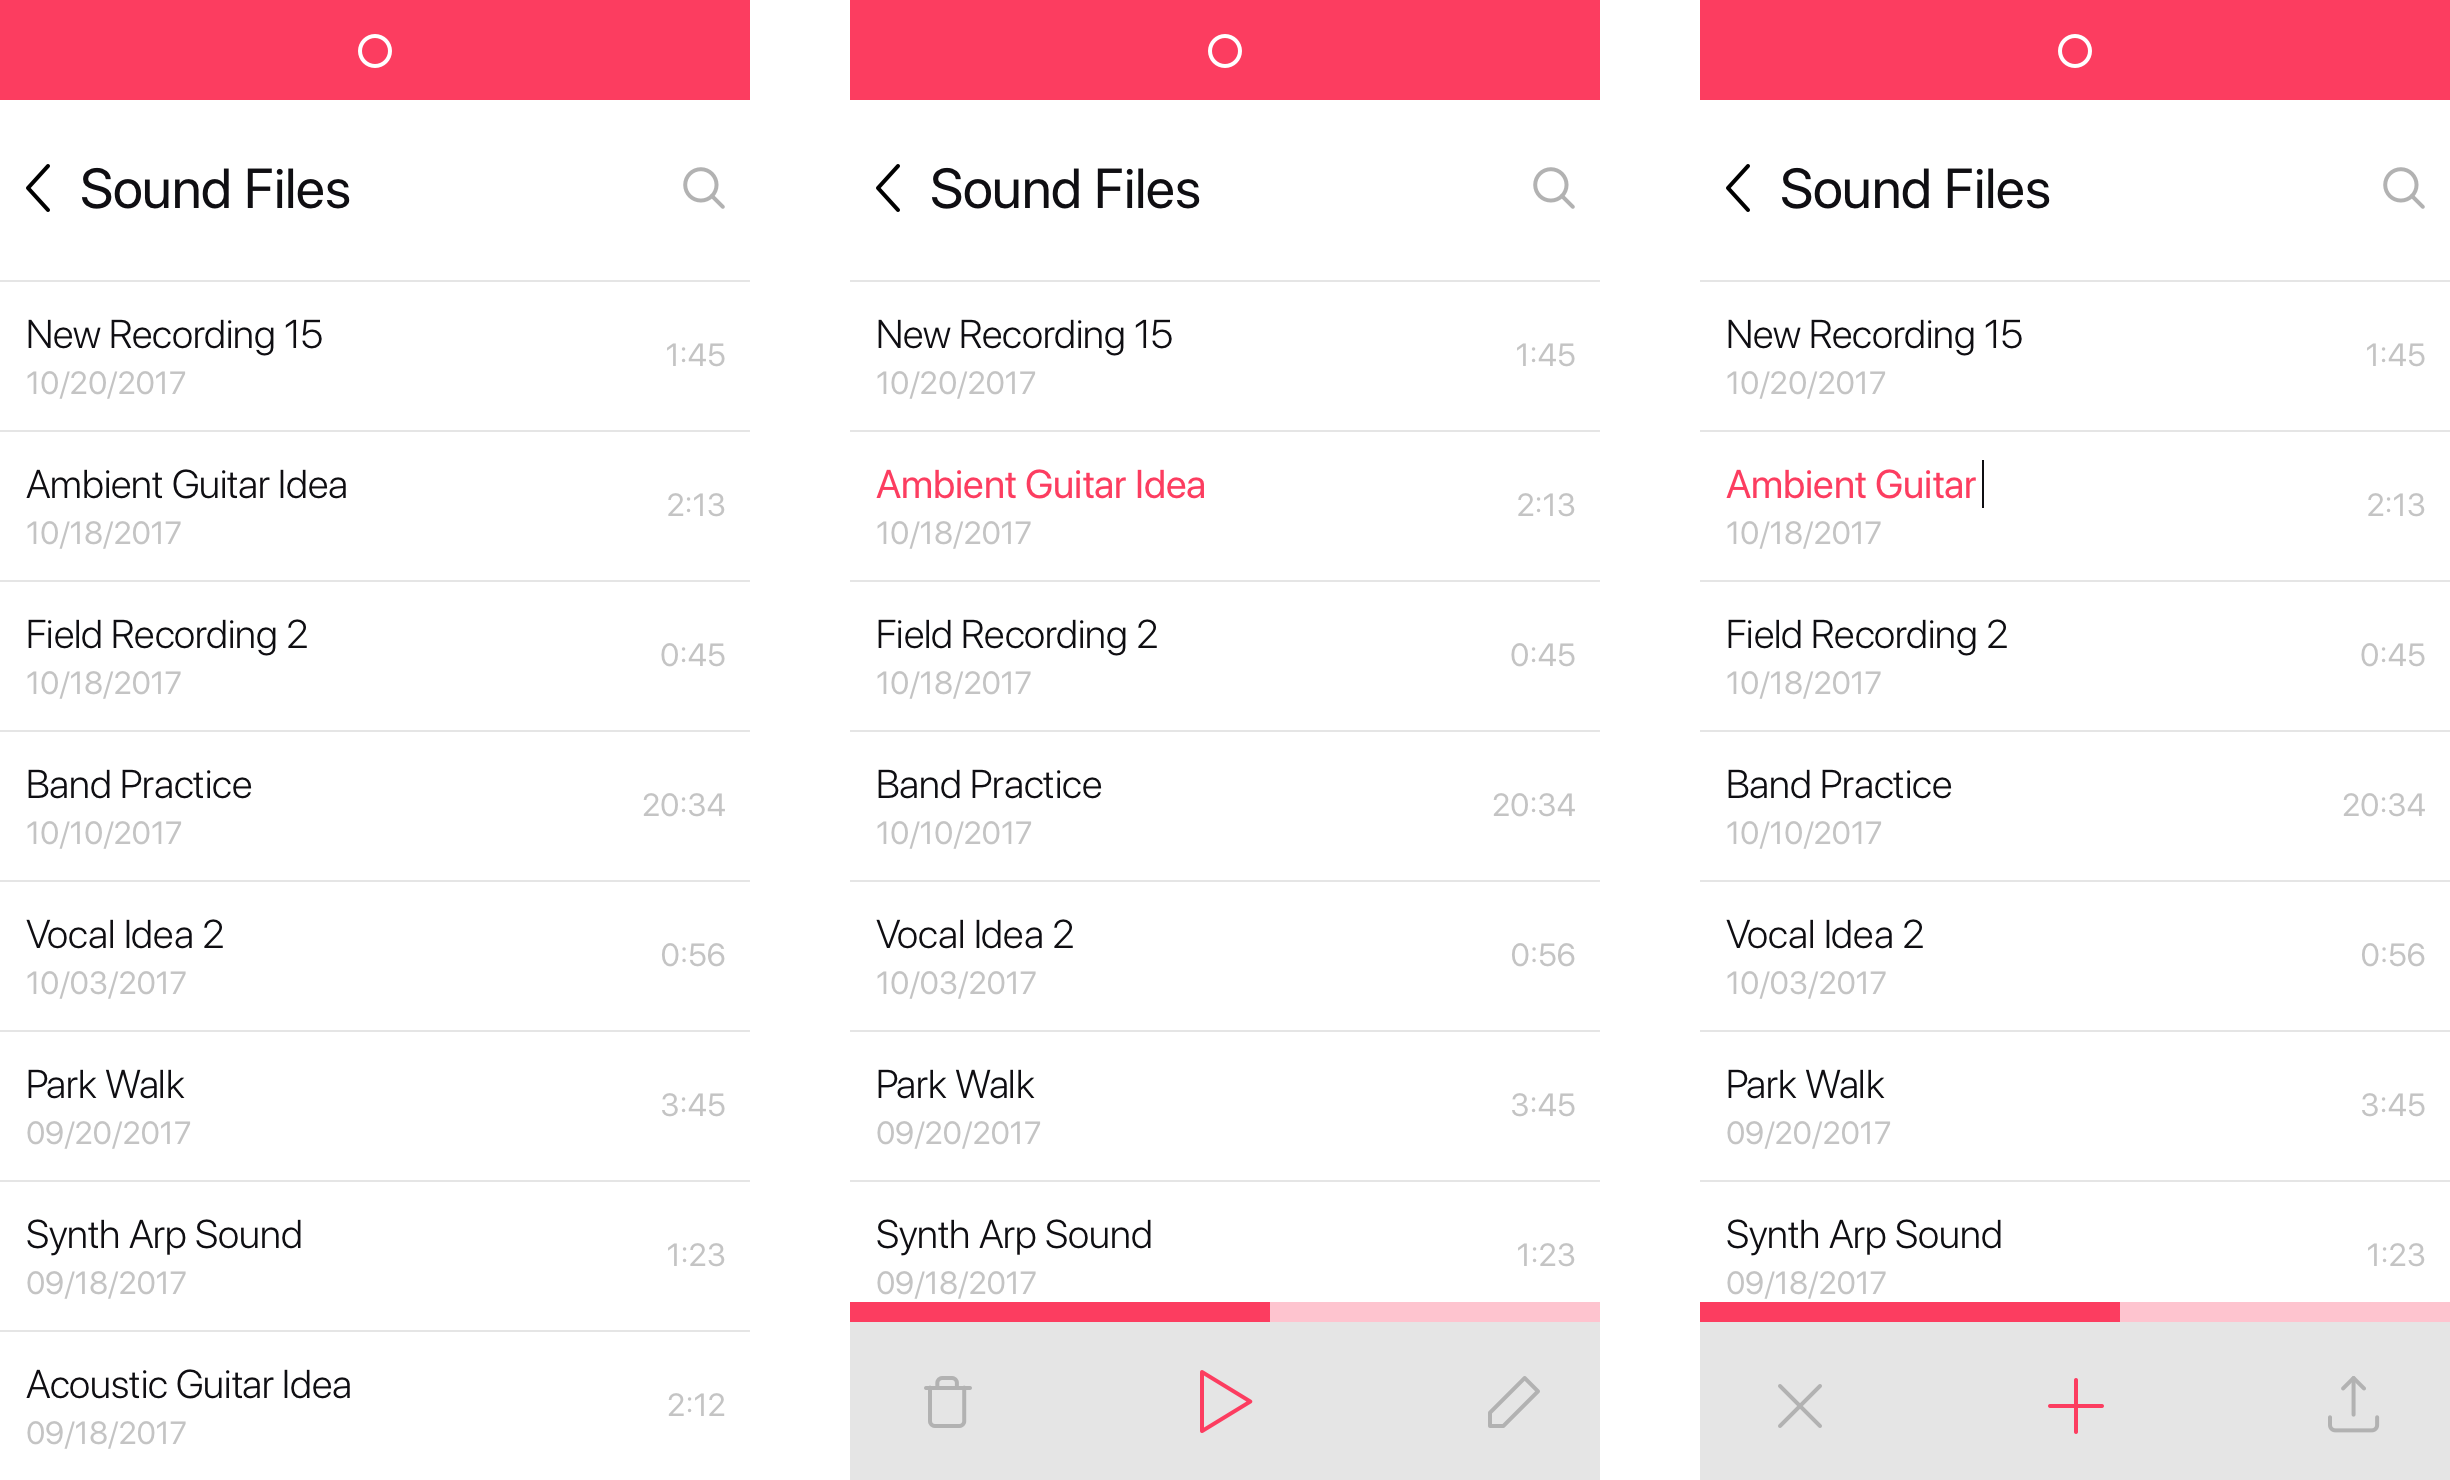 Sound Files
New Recording 15
10/20/2017
1:45
Ambient Guitar Idea
10/18/2017
2:13
Field Recording 2
10/18/2017
0:45
Band Practice
10/10/2017
20:34
Vocal Idea 2
10/03/2017
0:56
Park Walk
09/20/2017
3:45
Synth Arp Sound
09/18/2017
1:23
Acoustic Guitar Idea
09/18/2017
2:12
Sound Files
New Recording 15
10/20/2017
1:45
Ambient Guitar Idea
10/18/2017
2:13
Field Recording 2
10/18/2017
0:45
Band Practice
10/10/2017
20:34
Vocal Idea 2
10/03/2017
0:56
Park Walk
09/20/2017
3:45
Synth Arp Sound
09/18/2017
1:23
Sound Files
New Recording 15
10/20/2017
1:45
Ambient Guitar
10/18/2017
2:13
Field Recording 2
10/18/2017
0:45
Band Practice
10/10/2017
20:34
Vocal Idea 2
10/03/2017
0:56
Park Walk
09/20/2017
3:45
Synth Arp Sound
09/18/2017
1:23